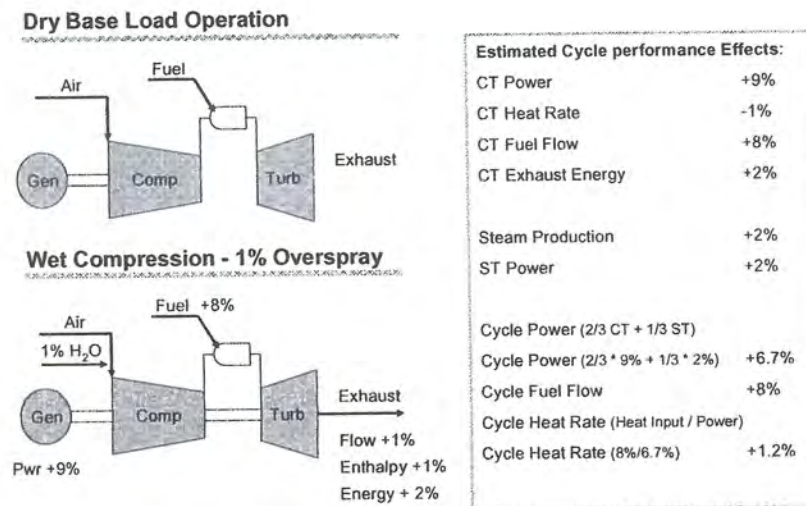 Dry Base Load Operation
Fuel
Air
Gen
Comp
Turb
Exhaust
Wet Compression - 1% Overspray
Fuel +8%
Air
1% H₂O
Gen
Comp
Turb
Exhaust
Flow +1%
Enthalpy +1%
Energy + 2%
Pwr +9%
Estimated Cycle performance Effects:
CT Power +9%
CT Heat Rate -1%
CT Fuel Flow +8%
CT Exhaust Energy +2%
Steam Production +2%
ST Power +2%
Cycle Power (2/3 CT + 1/3 ST)
Cycle Power (2/3 * 9% + 1/3 * 2%) +6.7%
Cycle Fuel Flow +8%
Cycle Heat Rate (Heat Input / Power)
Cycle Heat Rate (8%/6.7%) +1.2%